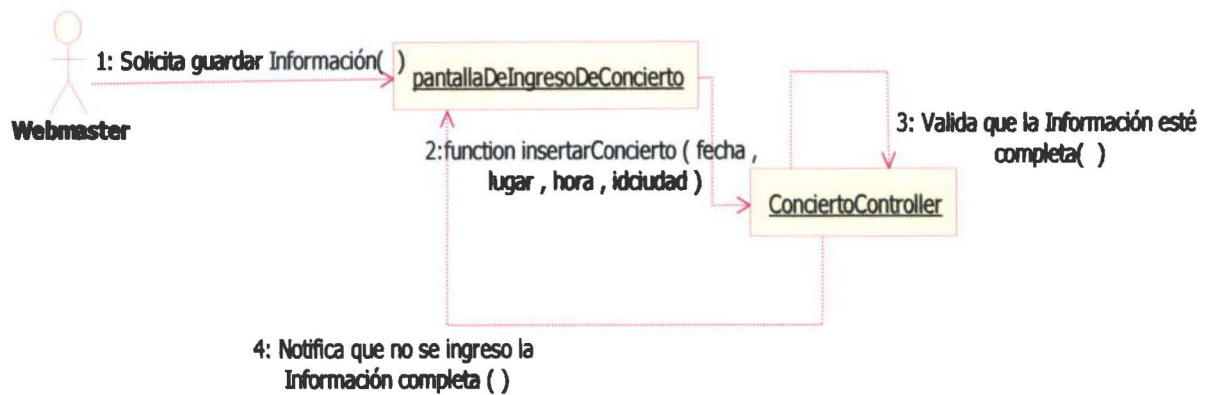 1: Solicita guardar Información( )
pantallaDeIngresoDeConcierto
Webmaster
2:function insertarConcierto ( fecha ,
lugar , hora , idciudad )
3: Valida que la Información esté
completa( )
ConciertoController
4: Notifica que no se ingreso la
Información completa ( )